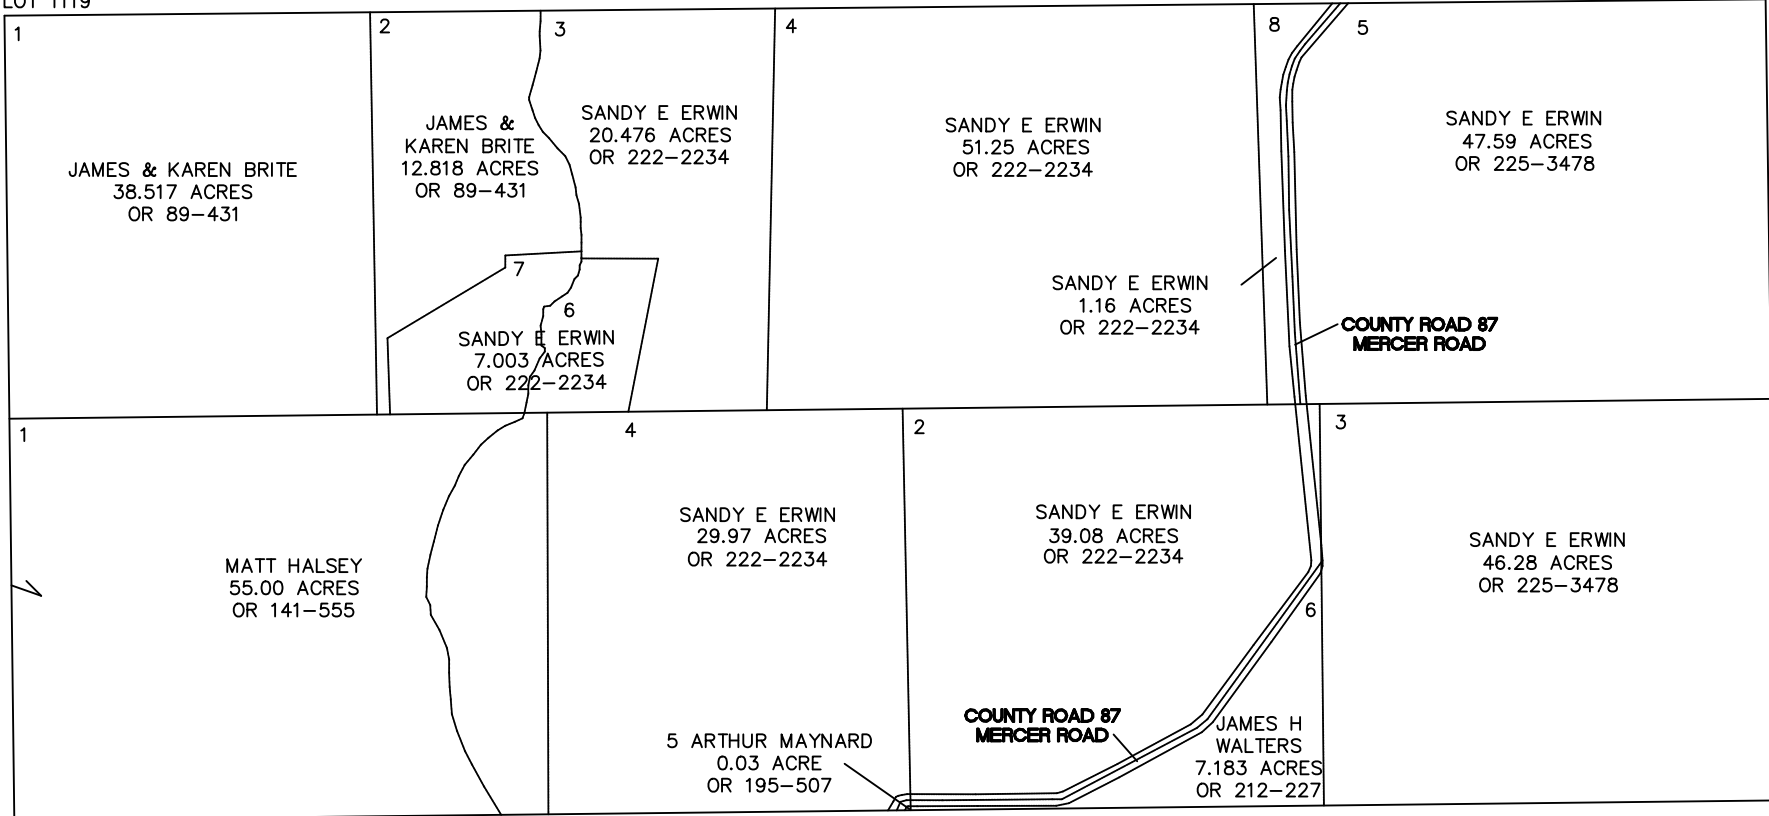 LOT 1119
1
JAMES & KAREN BRITE
38.517 ACRES
OR 89-431
2
JAMES &
KAREN BRITE
12.818 ACRES
OR 89-431
3
SANDY E ERWIN
20.476 ACRES
OR 222-2234
7
6
SANDY E ERWIN
7.003 ACRES
OR 222-2234
4
SANDY E ERWIN
51.25 ACRES
OR 222-2234
8
SANDY E ERWIN
1.16 ACRES
OR 222-2234
5
SANDY E ERWIN
47.59 ACRES
OR 225-3478
COUNTY ROAD 87
MERCER ROAD
1
MATT HALSEY
55.00 ACRES
OR 141-555
4
SANDY E ERWIN
29.97 ACRES
OR 222-2234
5 ARTHUR MAYNARD
0.03 ACRE
OR 195-507
2
SANDY E ERWIN
39.08 ACRES
OR 222-2234
COUNTY ROAD 87
MERCER ROAD
6
JAMES H
WALTERS
7.183 ACRES
OR 212-227
3
SANDY E ERWIN
46.28 ACRES
OR 225-3478